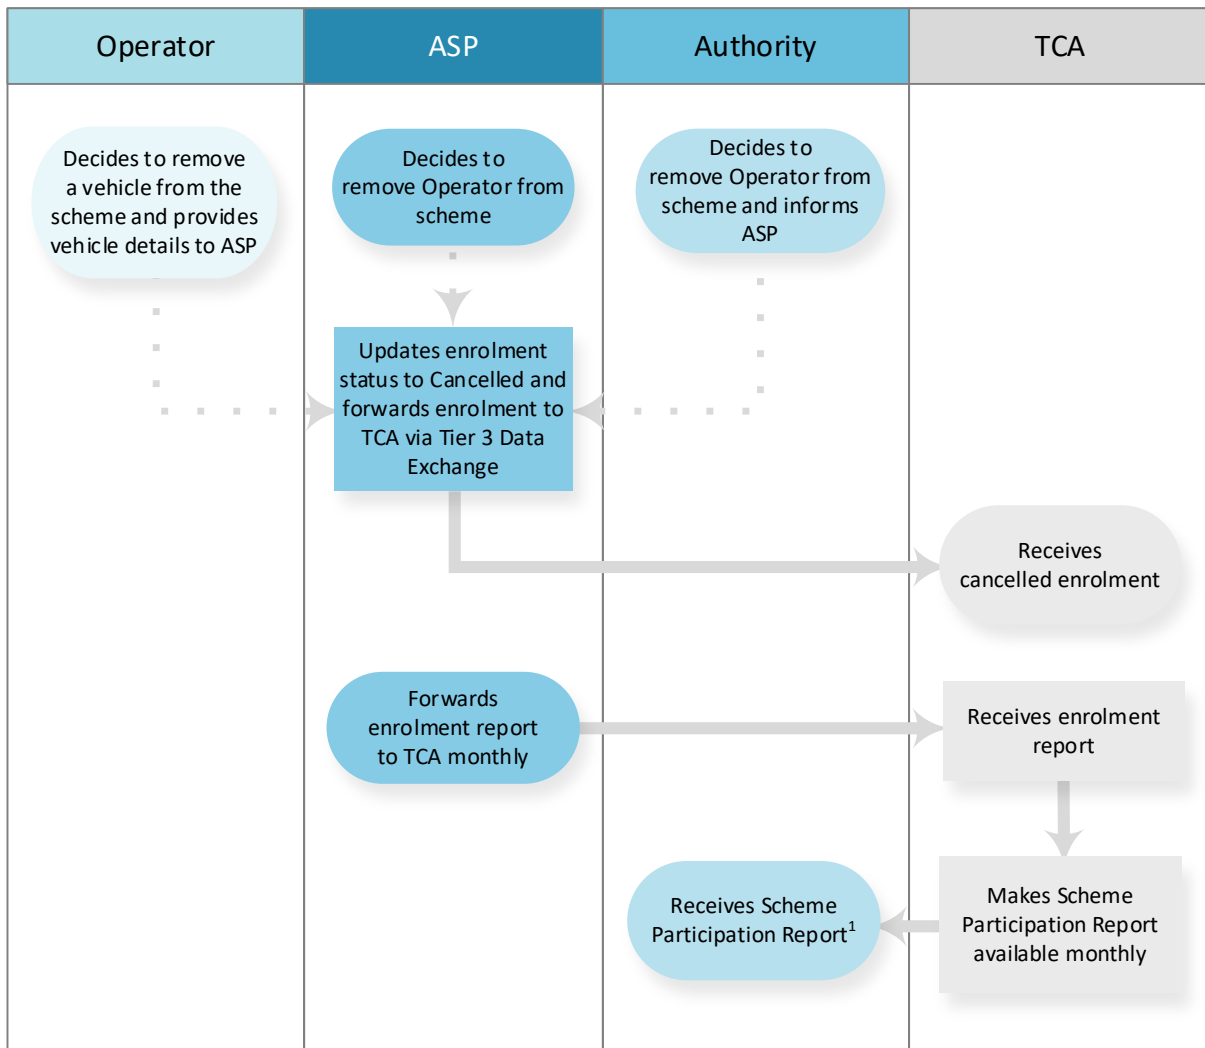 Operator
ASP
Authority
TCA
Decides to remove
a vehicle from the
scheme and provides
vehicle details to ASP
Decides to
remove Operator from
scheme
Decides to
remove Operator from
scheme and informs
ASP
Updates enrolment
status to Cancelled and
forwards enrolment to
TCA via Tier 3 Data
Exchange
Receives
cancelled enrolment
Forwards
enrolment report
to TCA monthly
Receives enrolment
report
Receives Scheme
Participation Report¹
Makes Scheme
Participation Report
available monthly